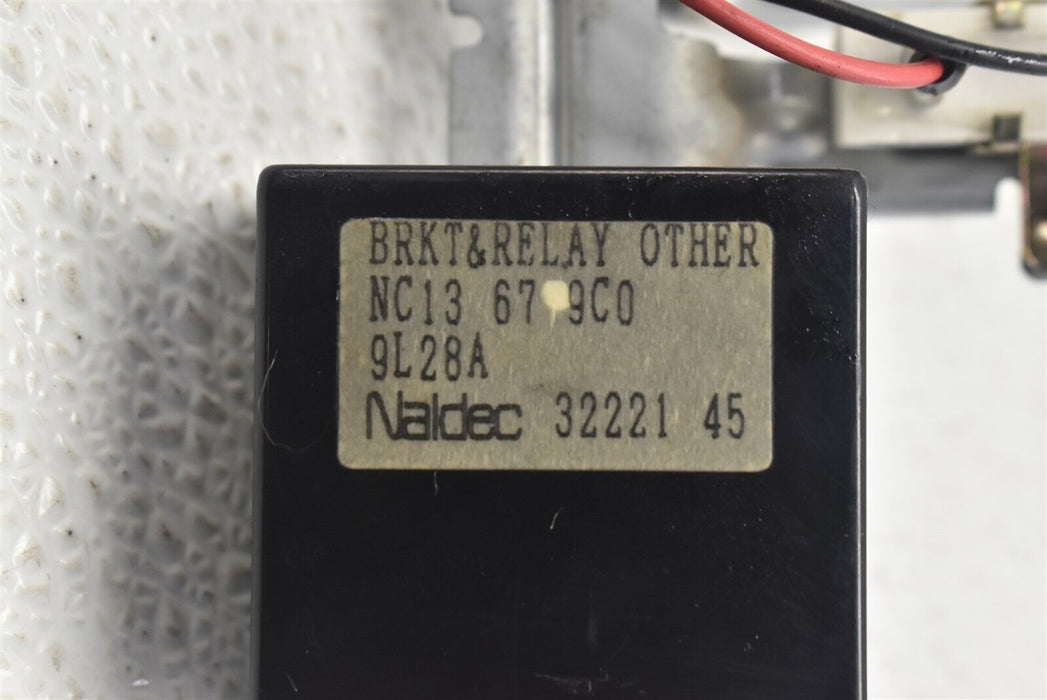 BRKT&RELAY OTHER
NC13 67 9C0
9L28A
Naldec 32221 45